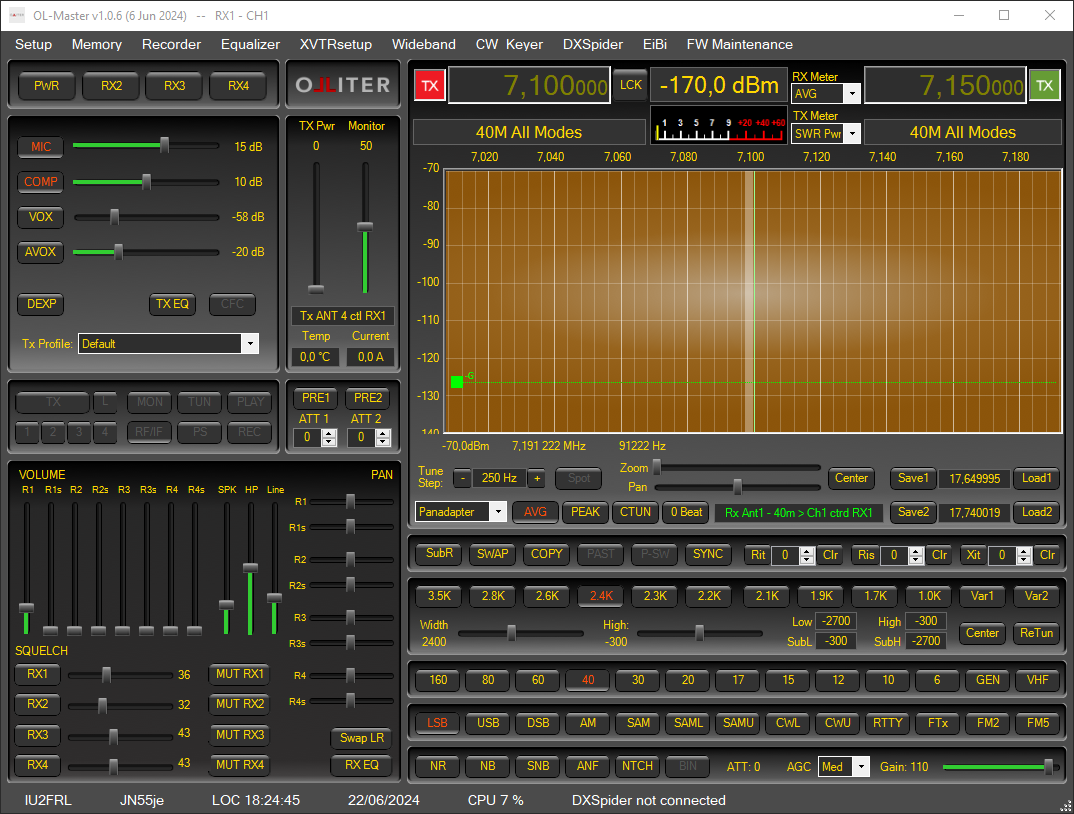 OL-Master v1.0.6 (6 Jun 2024) -- RX1 - CH1
Setup Memory Recorder Equalizer XVTRsetup Wideband CW Keyer DXSpider EiBi FW Maintenance
PWR RX2 RX3 RX4
OLLITER
MIC 15 dB
COMP 10 dB
VOX -58 dB
AVOX -20 dB
DEXP TX EQ CFC
Tx Profile: Default
TX Pwr Monitor
0 50
Tx ANT 4 ctl RX1
Temp Current
0,0 °C 0,0 A
TX L MON TUN PLAY
1 2 3 4 RF/IF PS REC
PRE1 PRE2
ATT 1 ATT 2
0 0
VOLUME PAN
R1 R1s R2 R2s R3 R3s R4 R4s SPK HP Line
R1
R1s
R2
R2s
R3
R3s
R4
R4s
SQUELCH
RX1 36 MUT RX1
RX2 32 MUT RX2
RX3 43 MUT RX3 Swap LR
RX4 43 MUT RX4 RX EQ
TX 7,100000 LCK -170,0 dBm RX Meter AVG 7,150000 TX
40M All Modes 1 3 5 7 9 +20 +40 +60 TX Meter SWR Pwr 40M All Modes
7,020 7,040 7,060 7,080 7,100 7,120 7,140 7,160 7,180
-70
-80
-90
-100
-110
-120
-130
-140
-G
-70,0dBm 7,191 222 MHz 91222 Hz
Tune Step: - 250 Hz + Spot Zoom Pan Center Save1 17,649995 Load1
Panadapter AVG PEAK CTUN 0 Beat Rx Ant1 - 40m > Ch1 ctrd RX1 Save2 17,740019 Load2
SubR SWAP COPY PAST P-SW SYNC Rit 0 Clr Ris 0 Clr Xit 0 Clr
3.5K 2.8K 2.6K 2.4K 2.3K 2.2K 2.1K 1.9K 1.7K 1.0K Var1 Var2
Width 2400 High: -300 Low -2700 High -300
SubL -300 SubH -2700 Center ReTun
160 80 60 40 30 20 17 15 12 10 6 GEN VHF
LSB USB DSB AM SAM SAML SAMU CWL CWU RTTY FTx FM2 FM5
NR NB SNB ANF NTCH BIN ATT: 0 AGC Med Gain: 110
IU2FRL JN55je LOC 18:24:45 22/06/2024 CPU 7 % DXSpider not connected